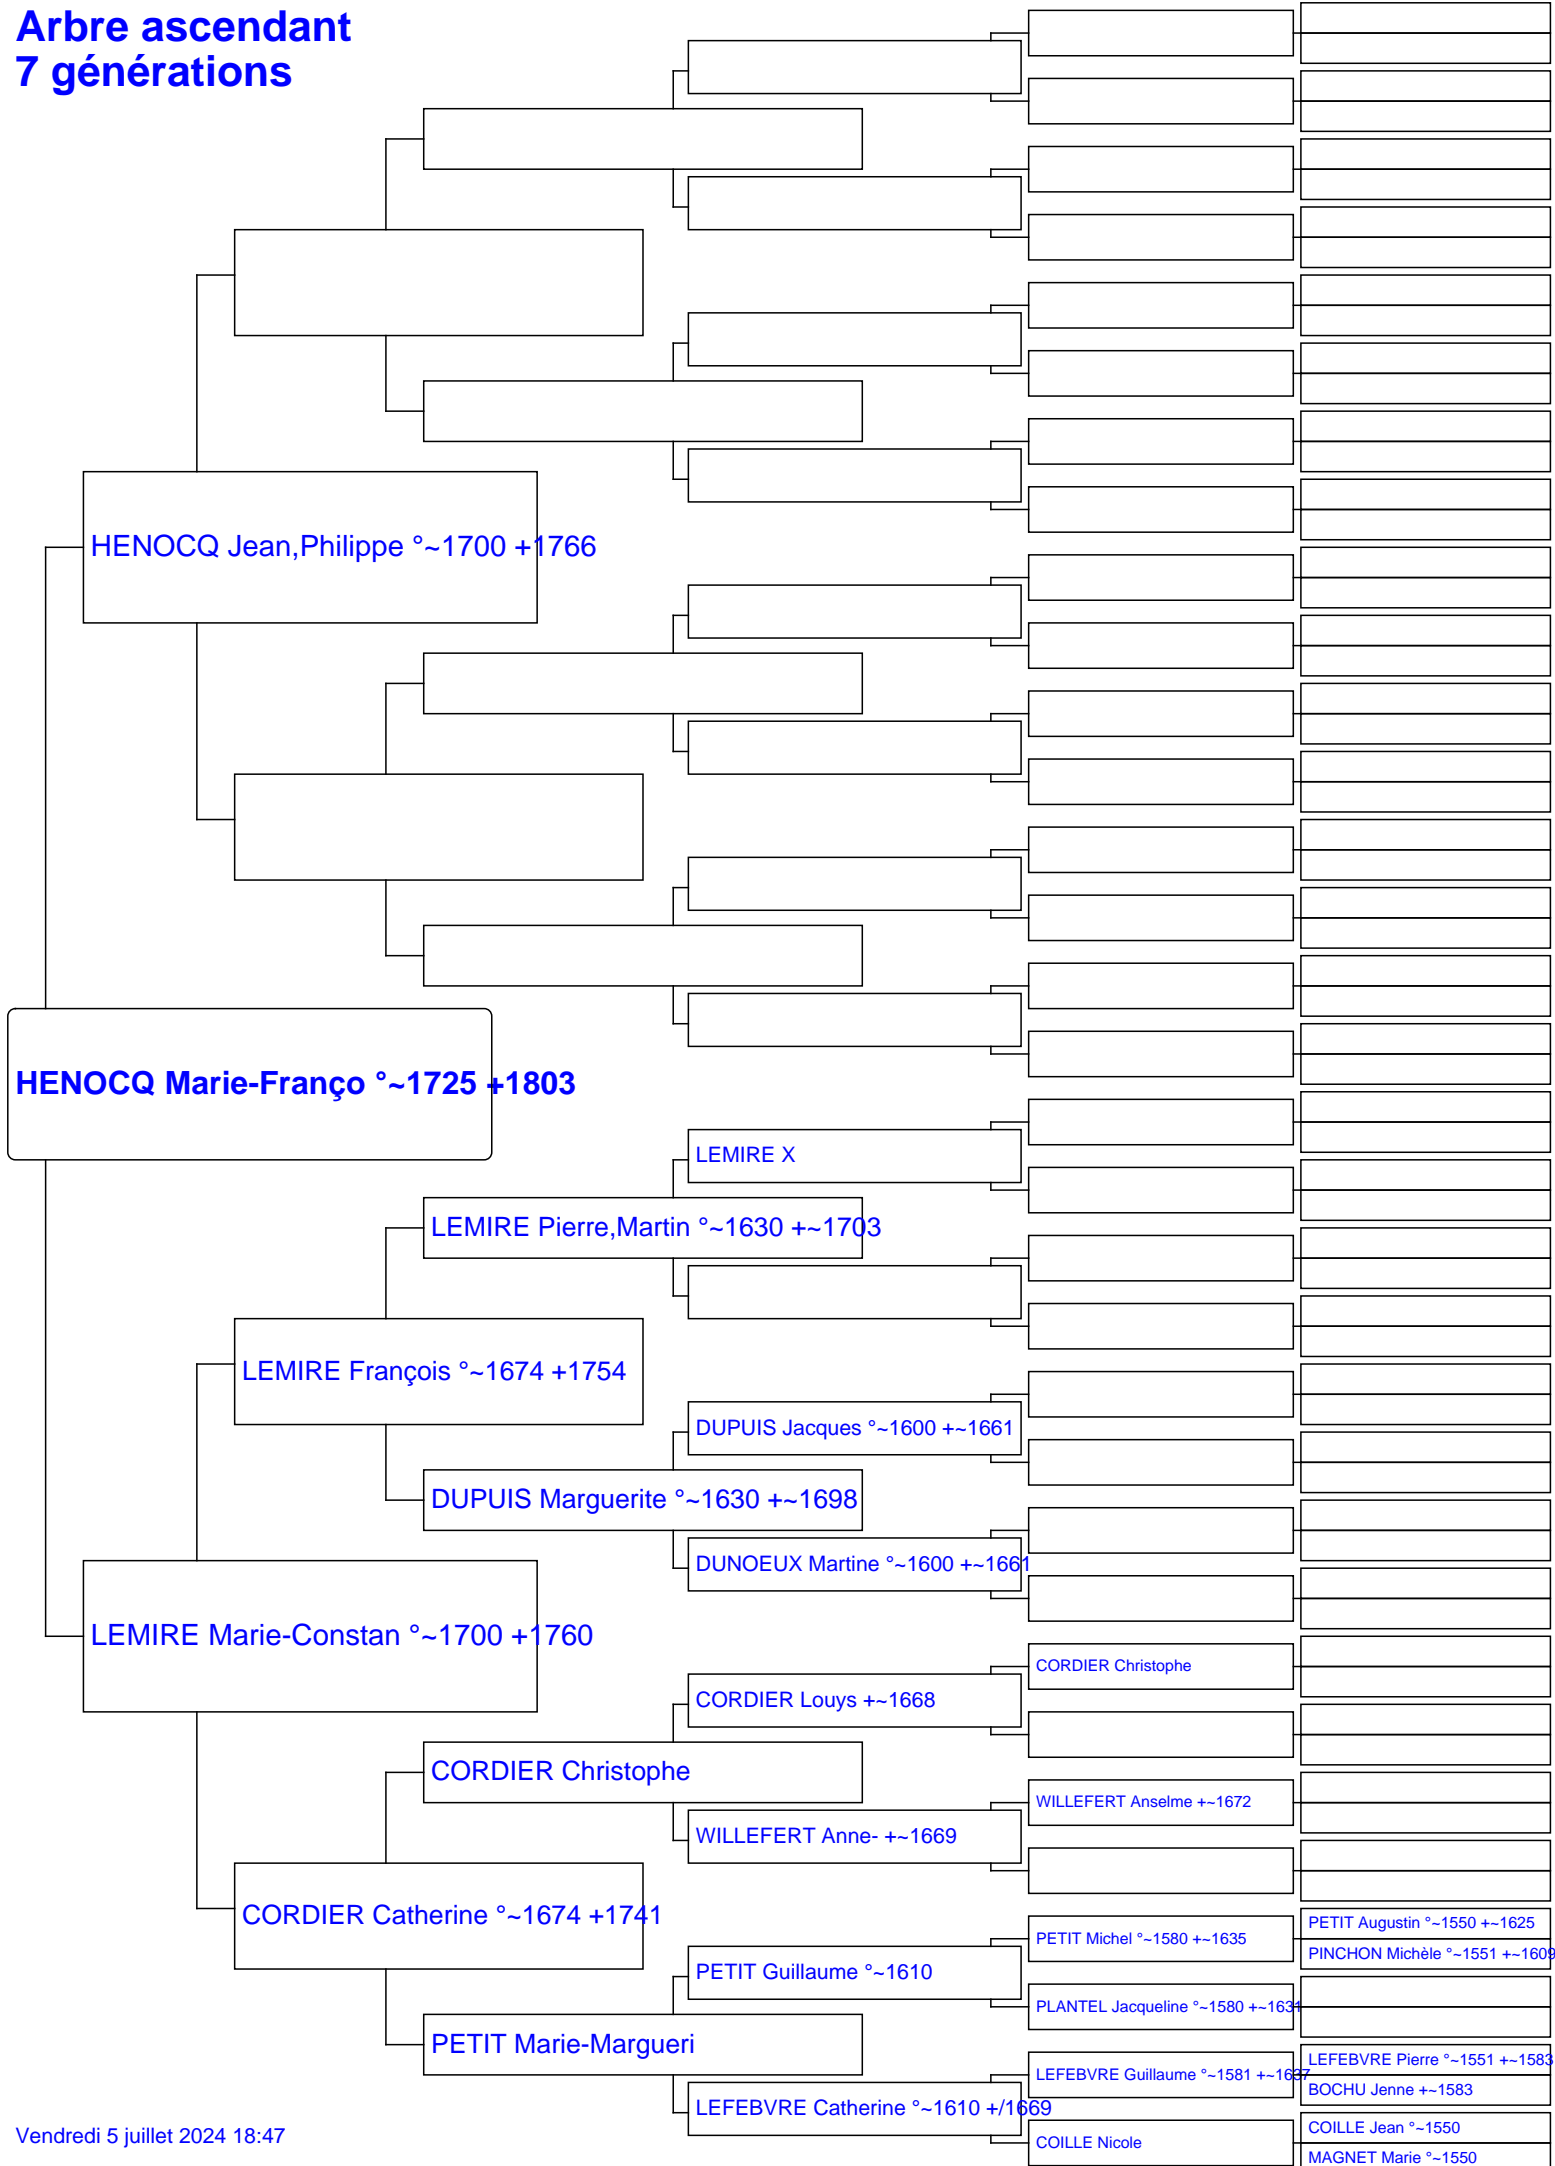 Arbre ascendant
7 générations
HENOCQ Jean,Philippe °~1700 +1766
HENOCQ Marie-Franço °~1725 +1803
LEMIRE X
LEMIRE Pierre,Martin °~1630 +~1703
LEMIRE François °~1674 +1754
DUPUIS Jacques °~1600 +~1661
DUPUIS Marguerite °~1630 +~1698
DUNOEUX Martine °~1600 +~1661
LEMIRE Marie-Constan °~1700 +1760
CORDIER Christophe
CORDIER Louys +~1668
CORDIER Christophe
WILLEFERT Anselme +~1672
WILLEFERT Anne- +~1669
CORDIER Catherine °~1674 +1741
PETIT Augustin °~1550 +~1625
PETIT Michel °~1580 +~1635
PINCHON Michèle °~1551 +~1609
PETIT Guillaume °~1610
PLANTEL Jacqueline °~1580 +~1631
PETIT Marie-Margueri
LEFEBVRE Pierre °~1551 +~1583
LEFEBVRE Guillaume °~1581 +~1637
BOCHU Jenne +~1583
LEFEBVRE Catherine °~1610 +/1669
COILLE Jean °~1550
COILLE Nicole
MAGNET Marie °~1550
Vendredi 5 juillet 2024 18:47